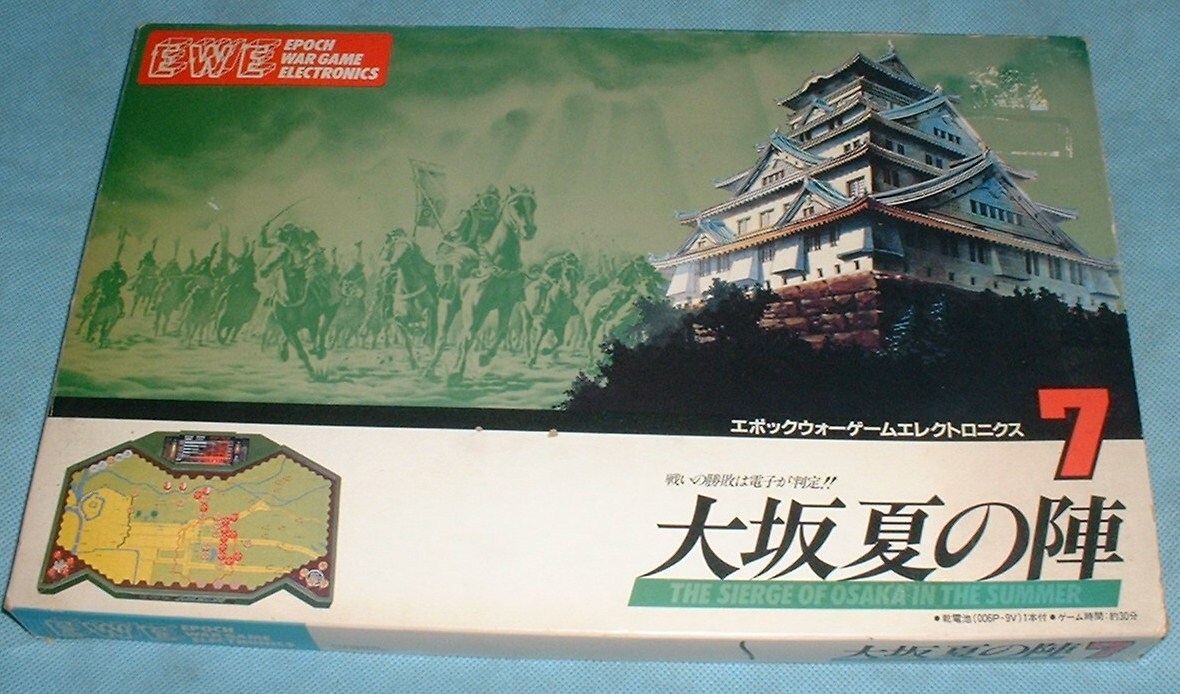 EWE
EPOCH
WAR GAME
ELECTRONICS
エポックウォーゲームエレクトロニクス
7
戦いの勝敗は電子が判定!!
大坂夏の陣
THE SIERGE OF OSAKA IN THE SUMMER
●乾電池(006P・9V)1本付●ゲーム時間:約30分
EWE
EPOCH
WAR GAME
ELECTRONICS
大坂夏の陣 7